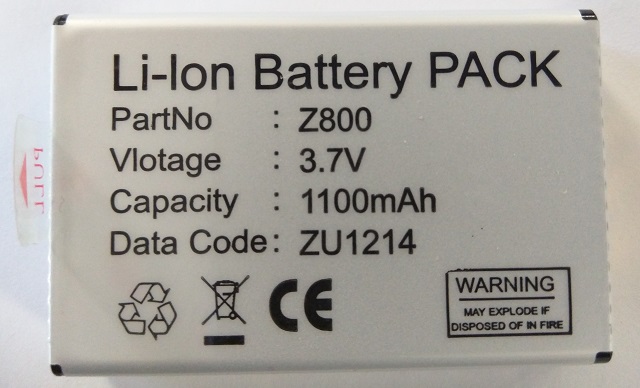 Li-Ion Battery PACK
PartNo : Z800
Vlotage : 3.7V
Capacity : 1100mAh
Data Code : ZU1214
CE
WARNING
MAY EXPLODE IF
DISPOSED OF IN FIRE
PULL